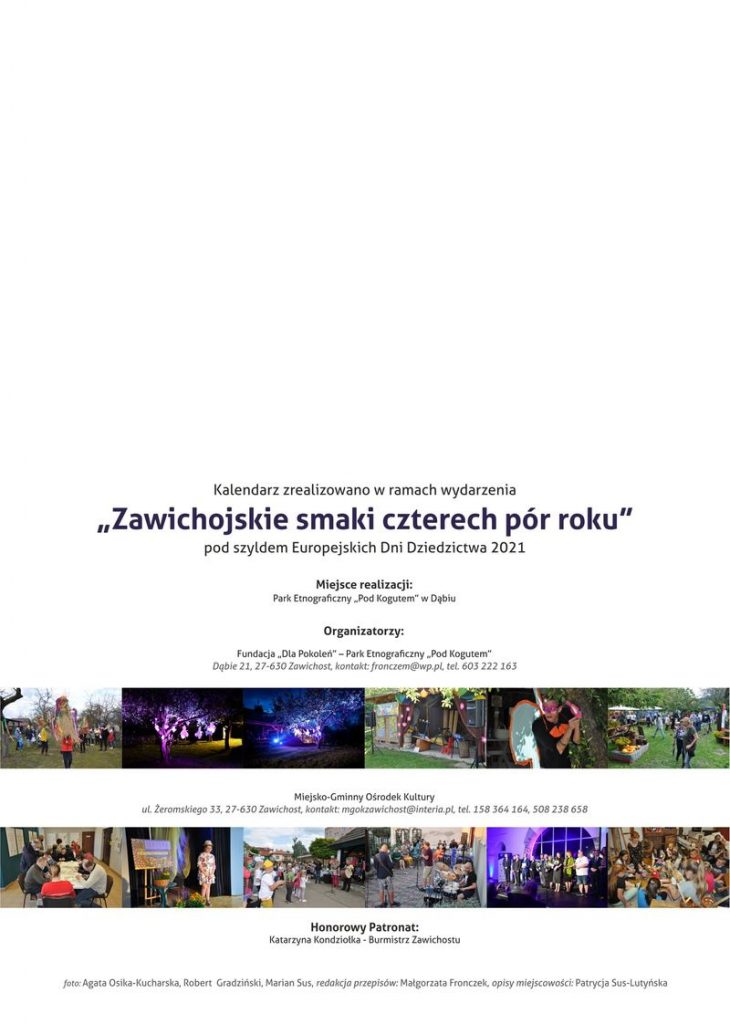 Kalendarz zrealizowano w ramach wydarzenia
„Zawichojskie smaki czterech pór roku”
pod szyldem Europejskich Dni Dziedzictwa 2021
Miejsce realizacji:
Park Etnograficzny „Pod Kogutem” w Dąbiu
Organizatorzy:
Fundacja „Dla Pokoleń” – Park Etnograficzny „Pod Kogutem”
Dąbie 21, 27-630 Zawichost, kontakt: franczem@wp.pl, tel. 603 222 163
Miejsko-Gminny Ośrodek Kultury
ul. Żeromskiego 33, 27-630 Zawichost, kontakt: mgokzawichost@interia.pl, tel. 158 364 164, 508 238 658
Honorowy Patronat:
Katarzyna Kondziołka - Burmistrz Zawichostu
foto: Agata Osika-Kucharska, Robert Gradziński, Marian Sus, redakcja przepisów: Małgorzata Fronczek, opisy miejscowości: Patrycja Sus-Lutyńska